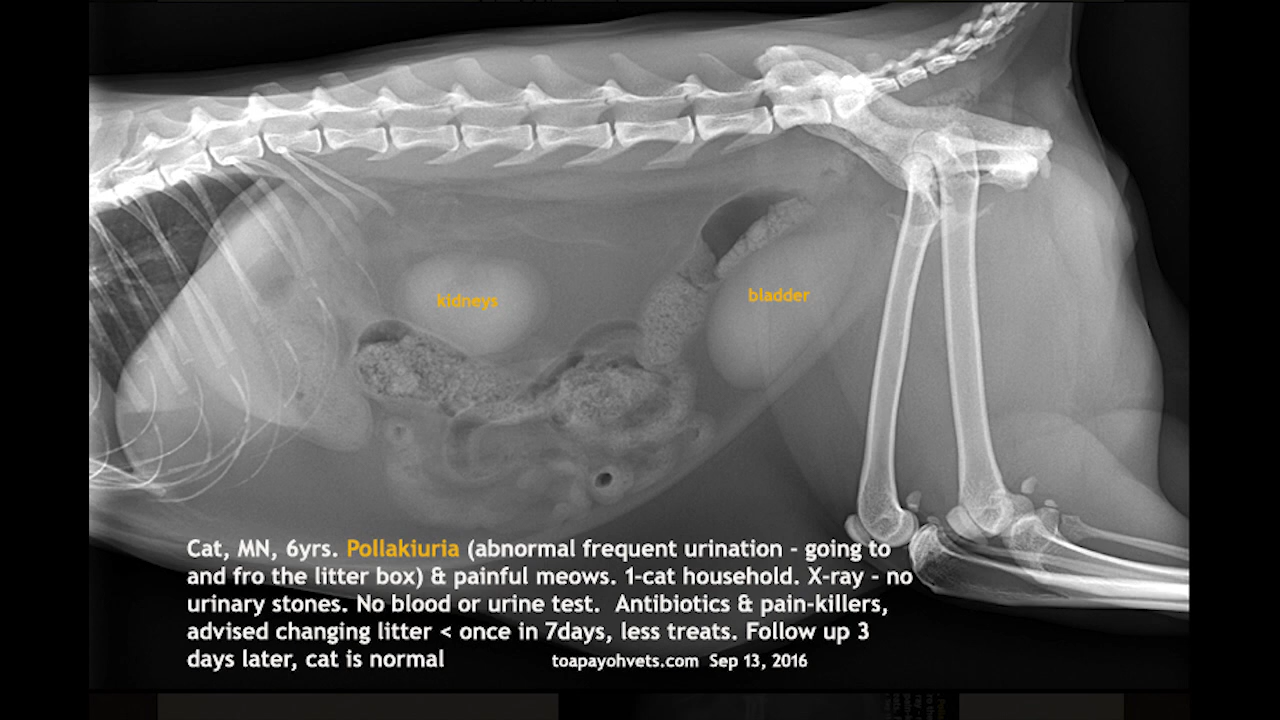 kidneys
bladder
Cat, MN, 6yrs. Pollakiuria (abnormal frequent urination - going to
and fro the litter box) & painful meows. 1-cat household. X-ray - no
urinary stones. No blood or urine test. Antibiotics & pain-killers,
advised changing litter < once in 7days, less treats. Follow up 3
days later, cat is normal
toapayohvets.com Sep 13, 2016